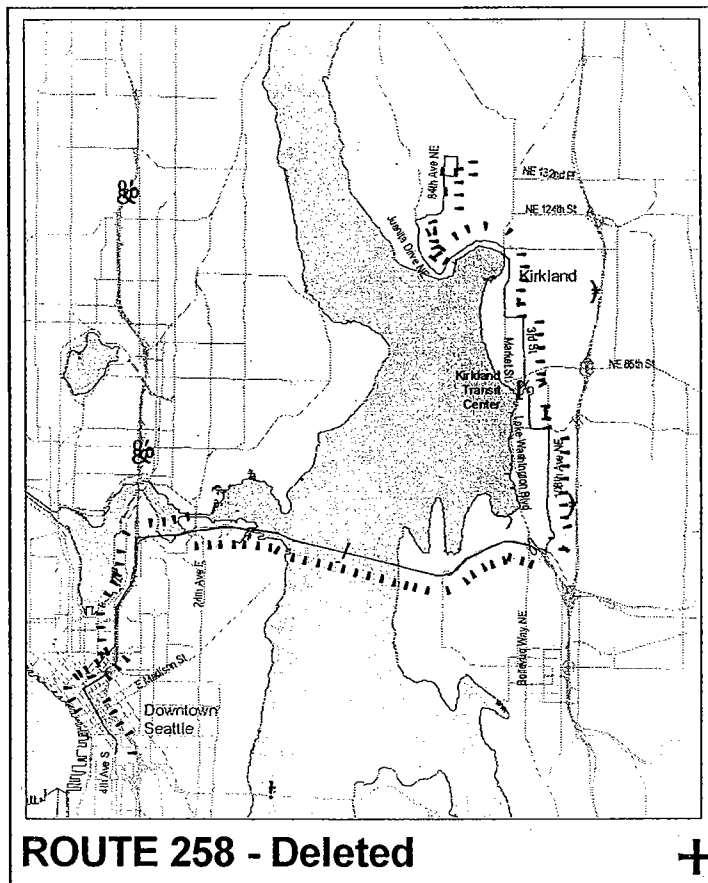 84th Ave NE
NE 132nd Pl
NE 124th St
Juanita Drive NE
Kirkland
3rd St
Market St
NE 85th St
Kirkland
Transit
Center
Lake Washington Blvd
108th Ave NE
24th Ave E
Bellevue Way NE
E Madison St
Downtown
Seattle
4th Ave S
ROUTE 258 - Deleted